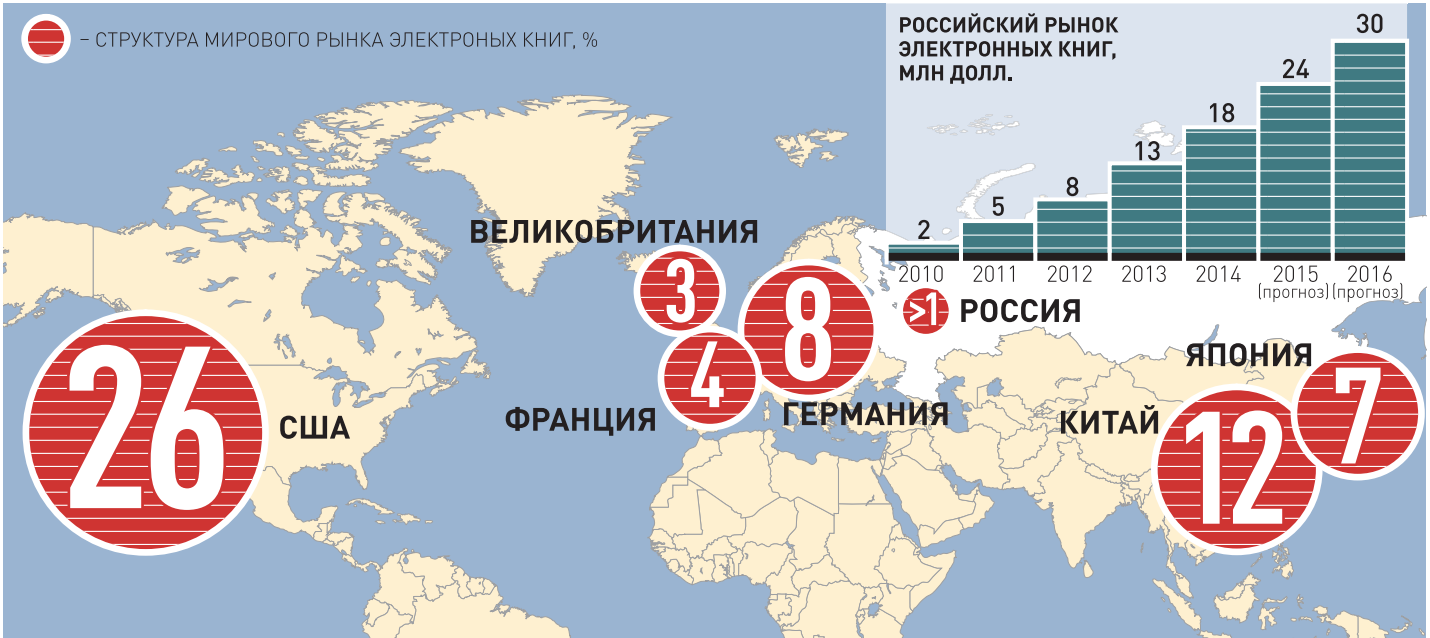 – СТРУКТУРА МИРОВОГО РЫНКА ЭЛЕКТРОНЫХ КНИГ, %
РОССИЙСКИЙ РЫНОК
ЭЛЕКТРОННЫХ КНИГ,
МЛН ДОЛЛ.
2
5
8
13
18
24
30
2010
2011
2012
2013
2014
2015
(прогноз)
2016
(прогноз)
ВЕЛИКОБРИТАНИЯ
3
8
>1 РОССИЯ
ЯПОНИЯ
7
26
США
ФРАНЦИЯ
4
ГЕРМАНИЯ
КИТАЙ
12